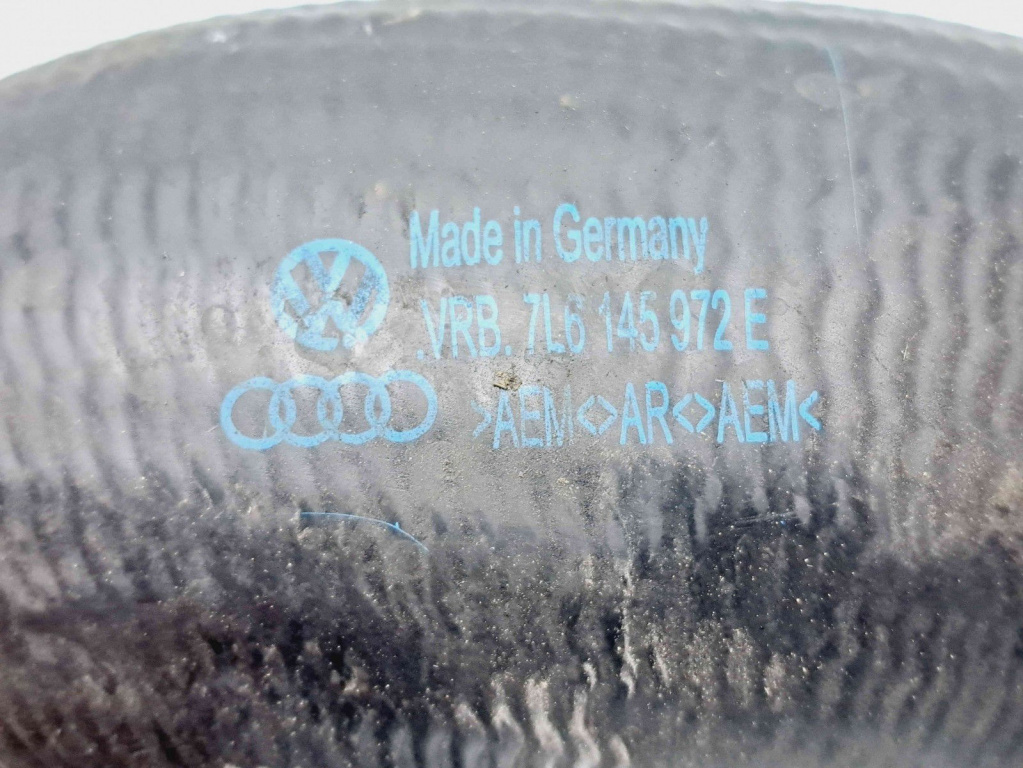 Made in Germany
.VRB. 7L6 145 972 E
>AEM<>AR<>AEM<